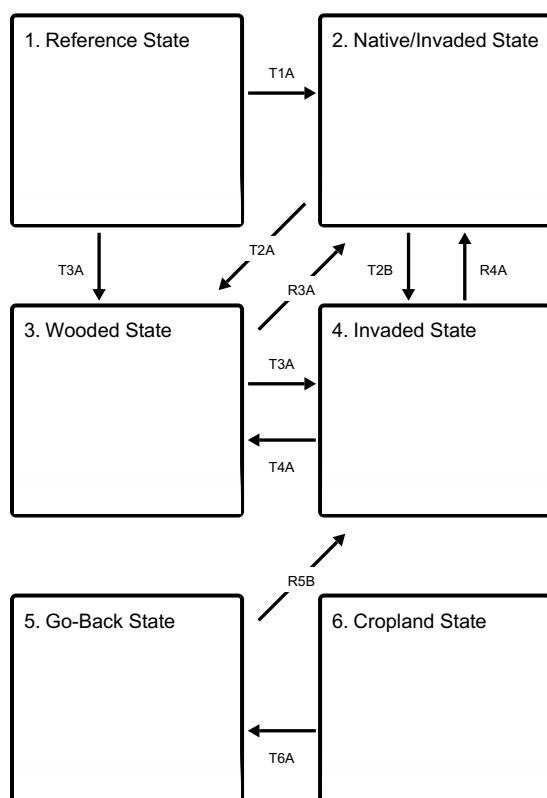 1. Reference State
2. Native/Invaded State
T1A
T2A
T3A
R3A
T2B
R4A
3. Wooded State
4. Invaded State
T3A
T4A
R5B
5. Go-Back State
6. Cropland State
T6A